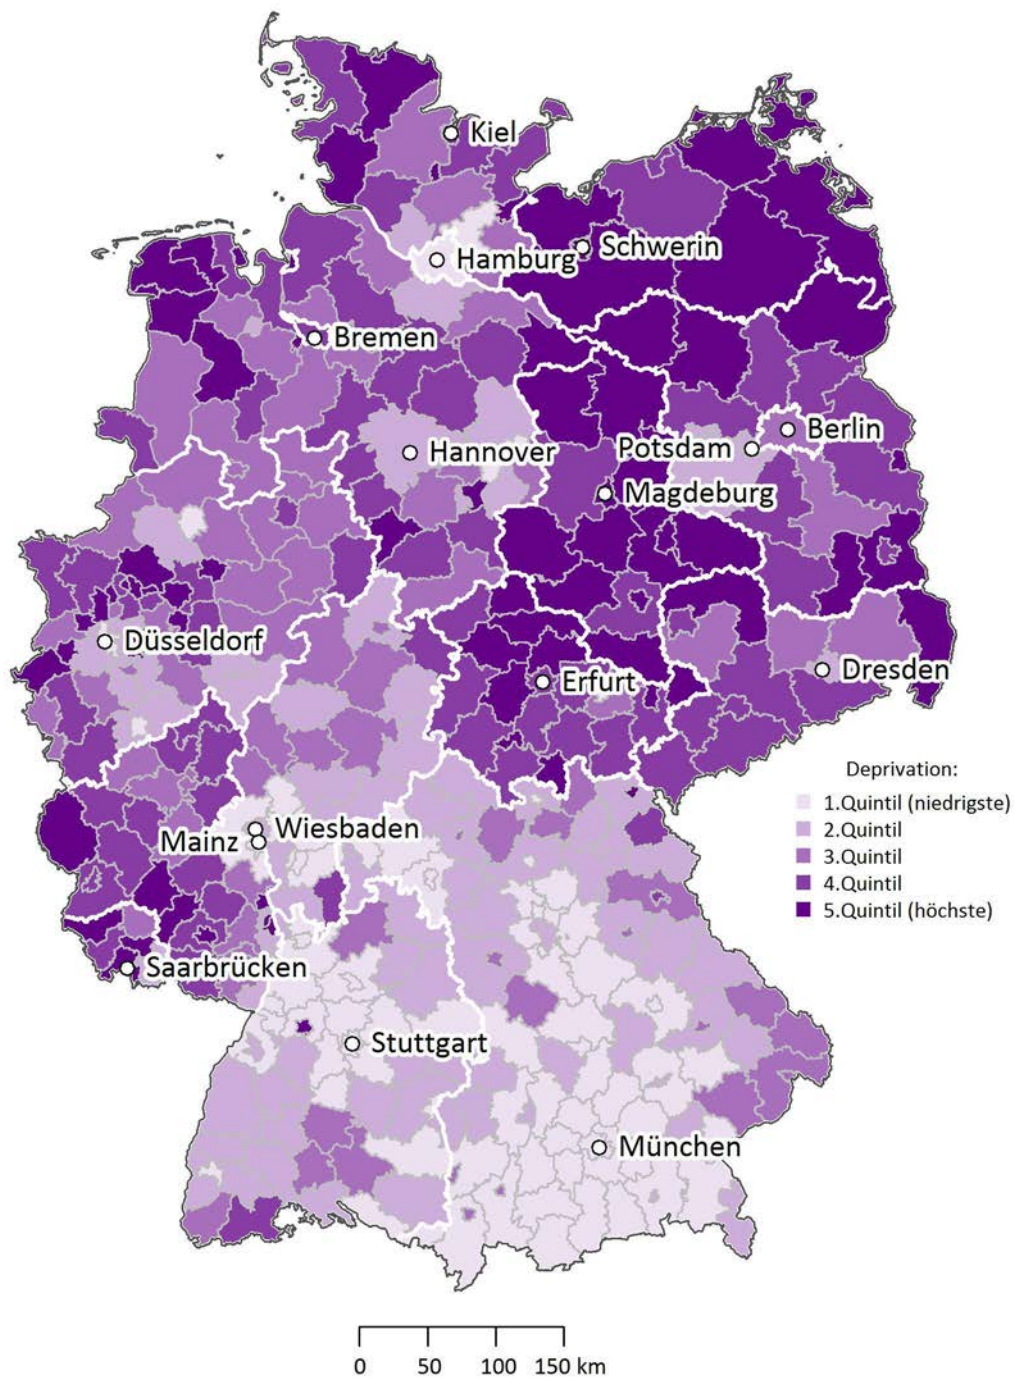 Kiel
Schwerin
Hamburg
Bremen
Berlin
Hannover
Potsdam
Magdeburg
Düsseldorf
Erfurt
Dresden
Deprivation:
1.Quintil (niedrigste)
2.Quintil
3.Quintil
4.Quintil
5.Quintil (höchste)
Wiesbaden
Mainz
Saarbrücken
Stuttgart
München
0 50 100 150 km